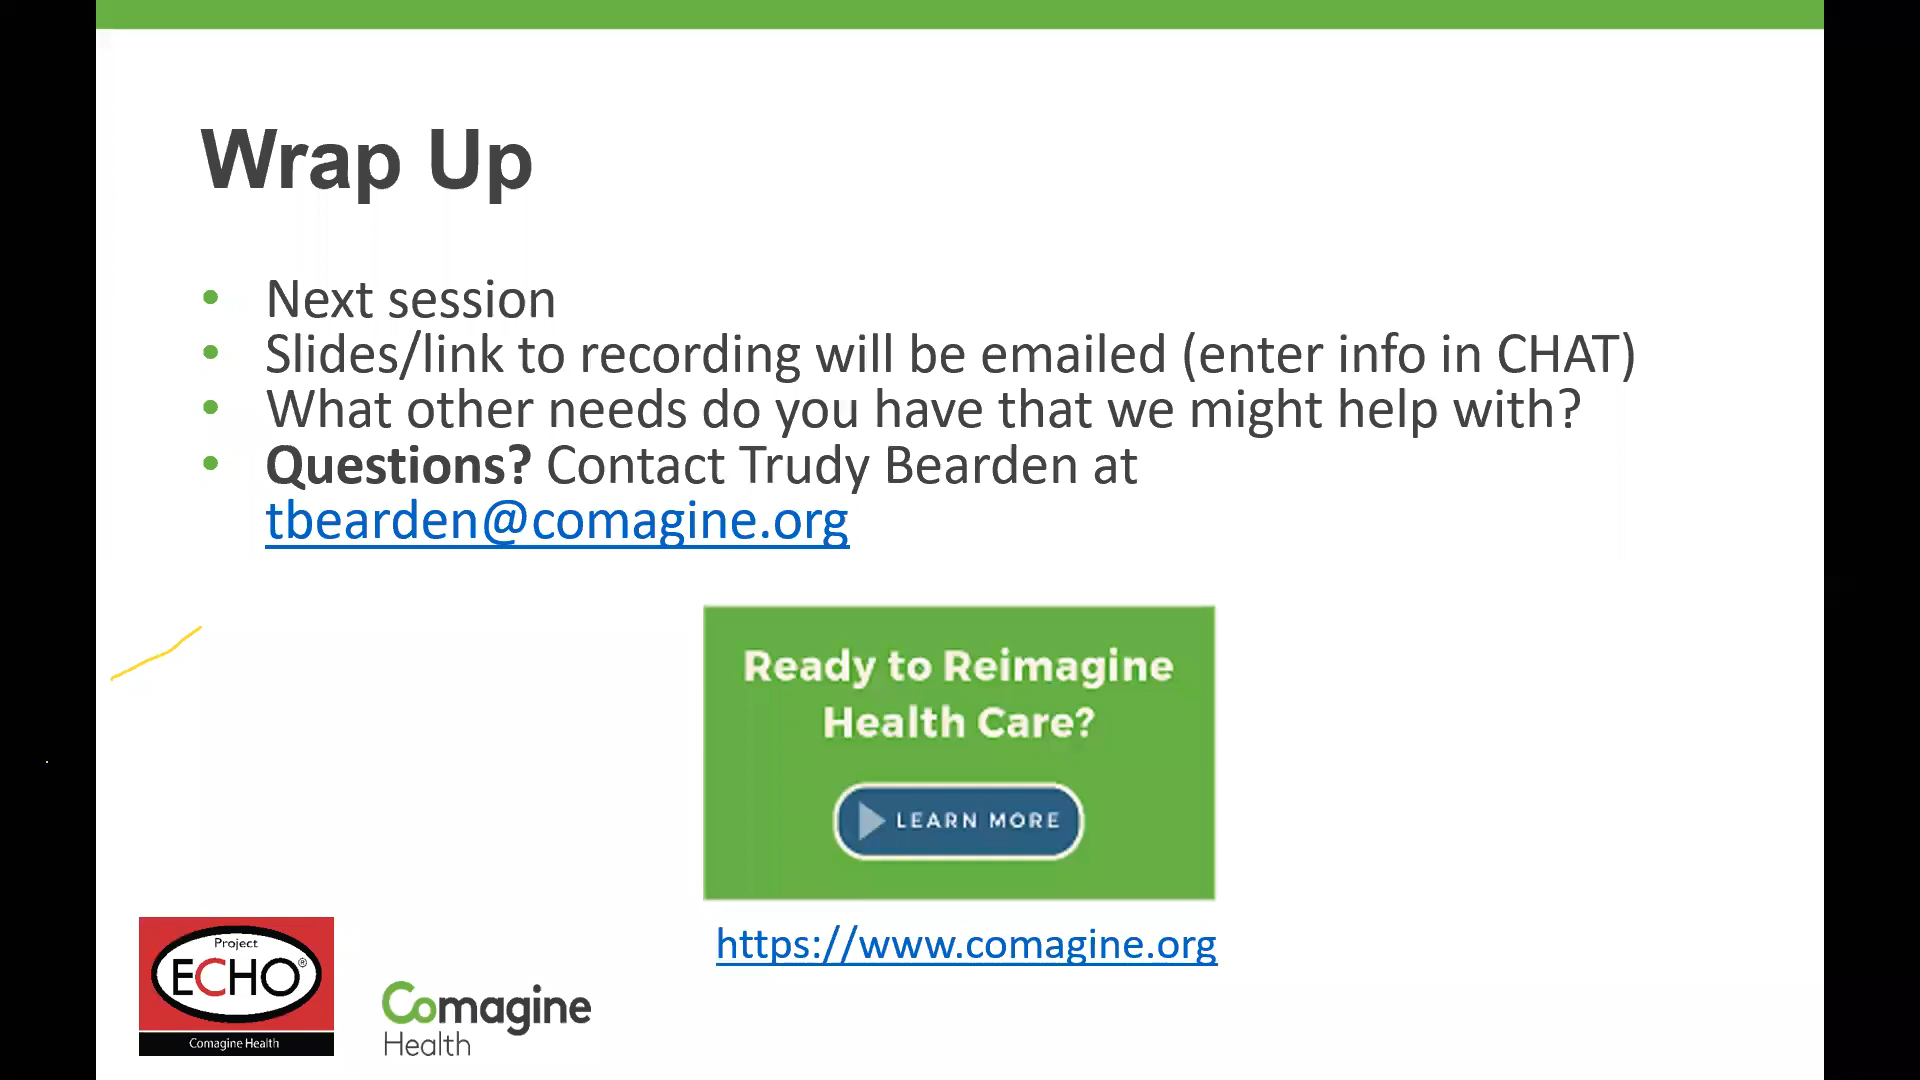 Wrap Up
• Next session
• Slides/link to recording will be emailed (enter info in CHAT)
• What other needs do you have that we might help with?
• Questions? Contact Trudy Bearden at
tbearden@comagine.org
Ready to Reimagine
Health Care?
LEARN MORE
https://www.comagine.org
Project
ECHO®
Comagine Health
Comagine
Health